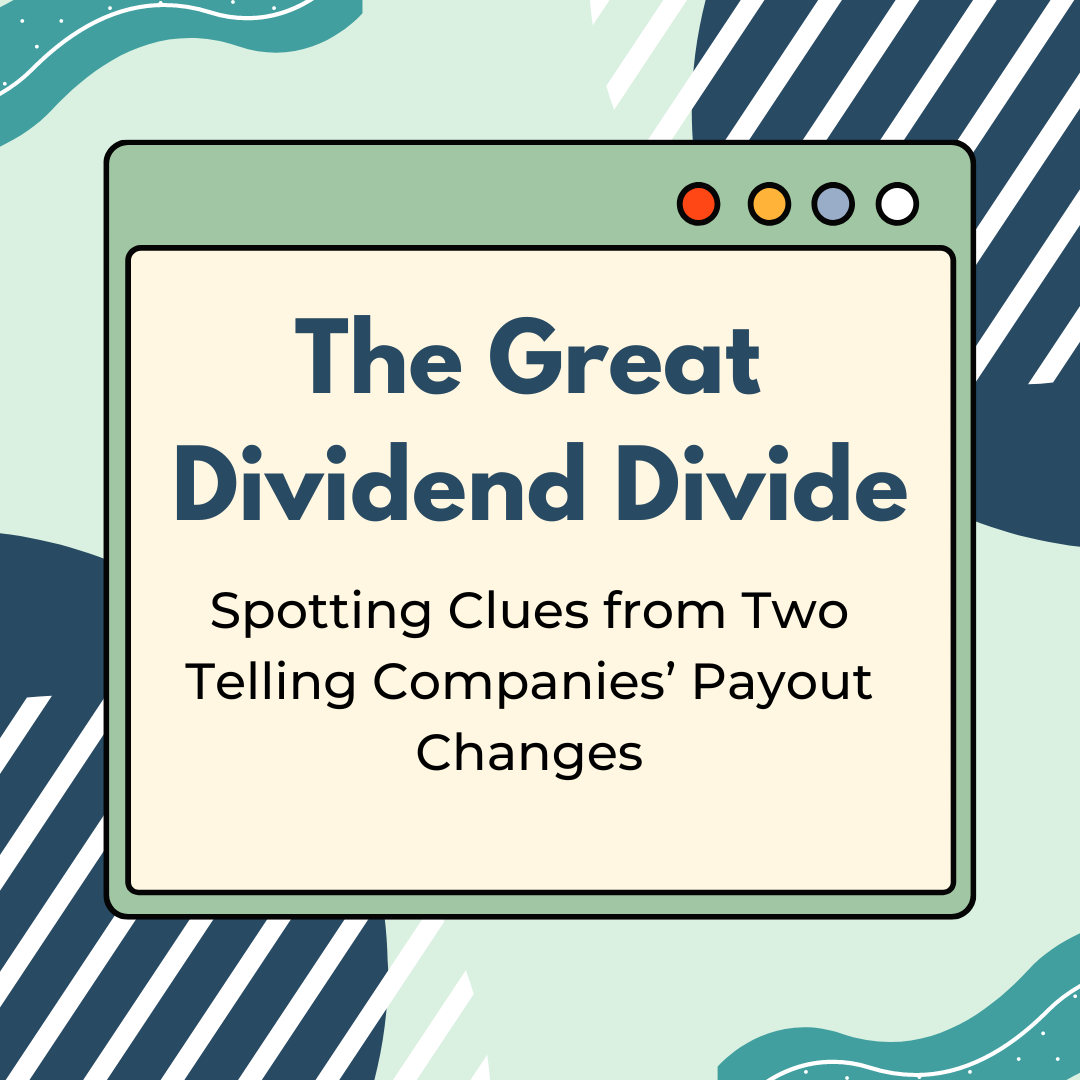 The Great
Dividend Divide
Spotting Clues from Two
Telling Companies’ Payout
Changes